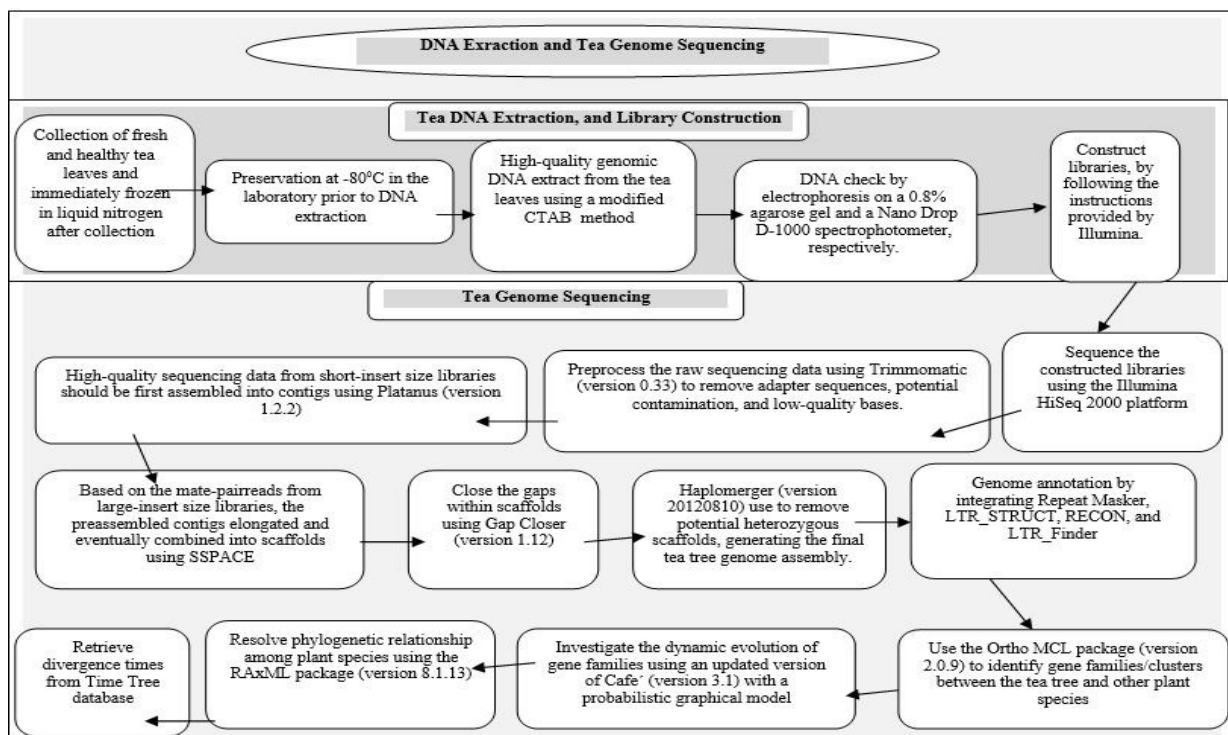 DNA Exraction and Tea Genome Sequencing
Tea DNA Extraction, and Library Construction
Collection of fresh
and healthy tea
leaves and
immediately frozen
in liquid nitrogen
after collection
Preservation at -80⁰C in the
laboratory prior to DNA
extraction
High-quality genomic
DNA extract from the tea
leaves using a modified
CTAB method
DNA check by
electrophoresis on a 0.8%
agarose gel and a Nano Drop
D-1000 spectrophotometer,
respectively.
Construct
libraries, by
following the
instructions
provided by
Illumina.
Tea Genome Sequencing
Sequence the
constructed libraries
using the Illumina
HiSeq 2000 platform
Preprocess the raw sequencing data using Trimmomatic
(version 0.33) to remove adapter sequences, potential
contamination, and low-quality bases.
High-quality sequencing data from short-insert size libraries
should be first assembled into contigs using Platanus (version
1.2.2)
Based on the mate-pairreads from
large-insert size libraries, the
preassembled contigs elongated and
eventually combined into scaffolds
using SSPACE
Close the gaps
within scaffolds
using Gap Closer
(version 1.12)
Haplomerger (version
20120810) use to remove
potential heterozygous
scaffolds, generating the final
tea tree genome assembly.
Genome annotation by
integrating Repeat Masker,
LTR_STRUCT, RECON, and
LTR_Finder
Use the Ortho MCL package (version
2.0.9) to identify gene families/clusters
between the tea tree and other plant
species
Investigate the dynamic evolution of
gene families using an updated version
of Cafe´ (version 3.1) with a
probabilistic graphical model
Resolve phylogenetic relationship
among plant species using the
RAxML package (version 8.1.13)
Retrieve
divergence times
from Time Tree
database